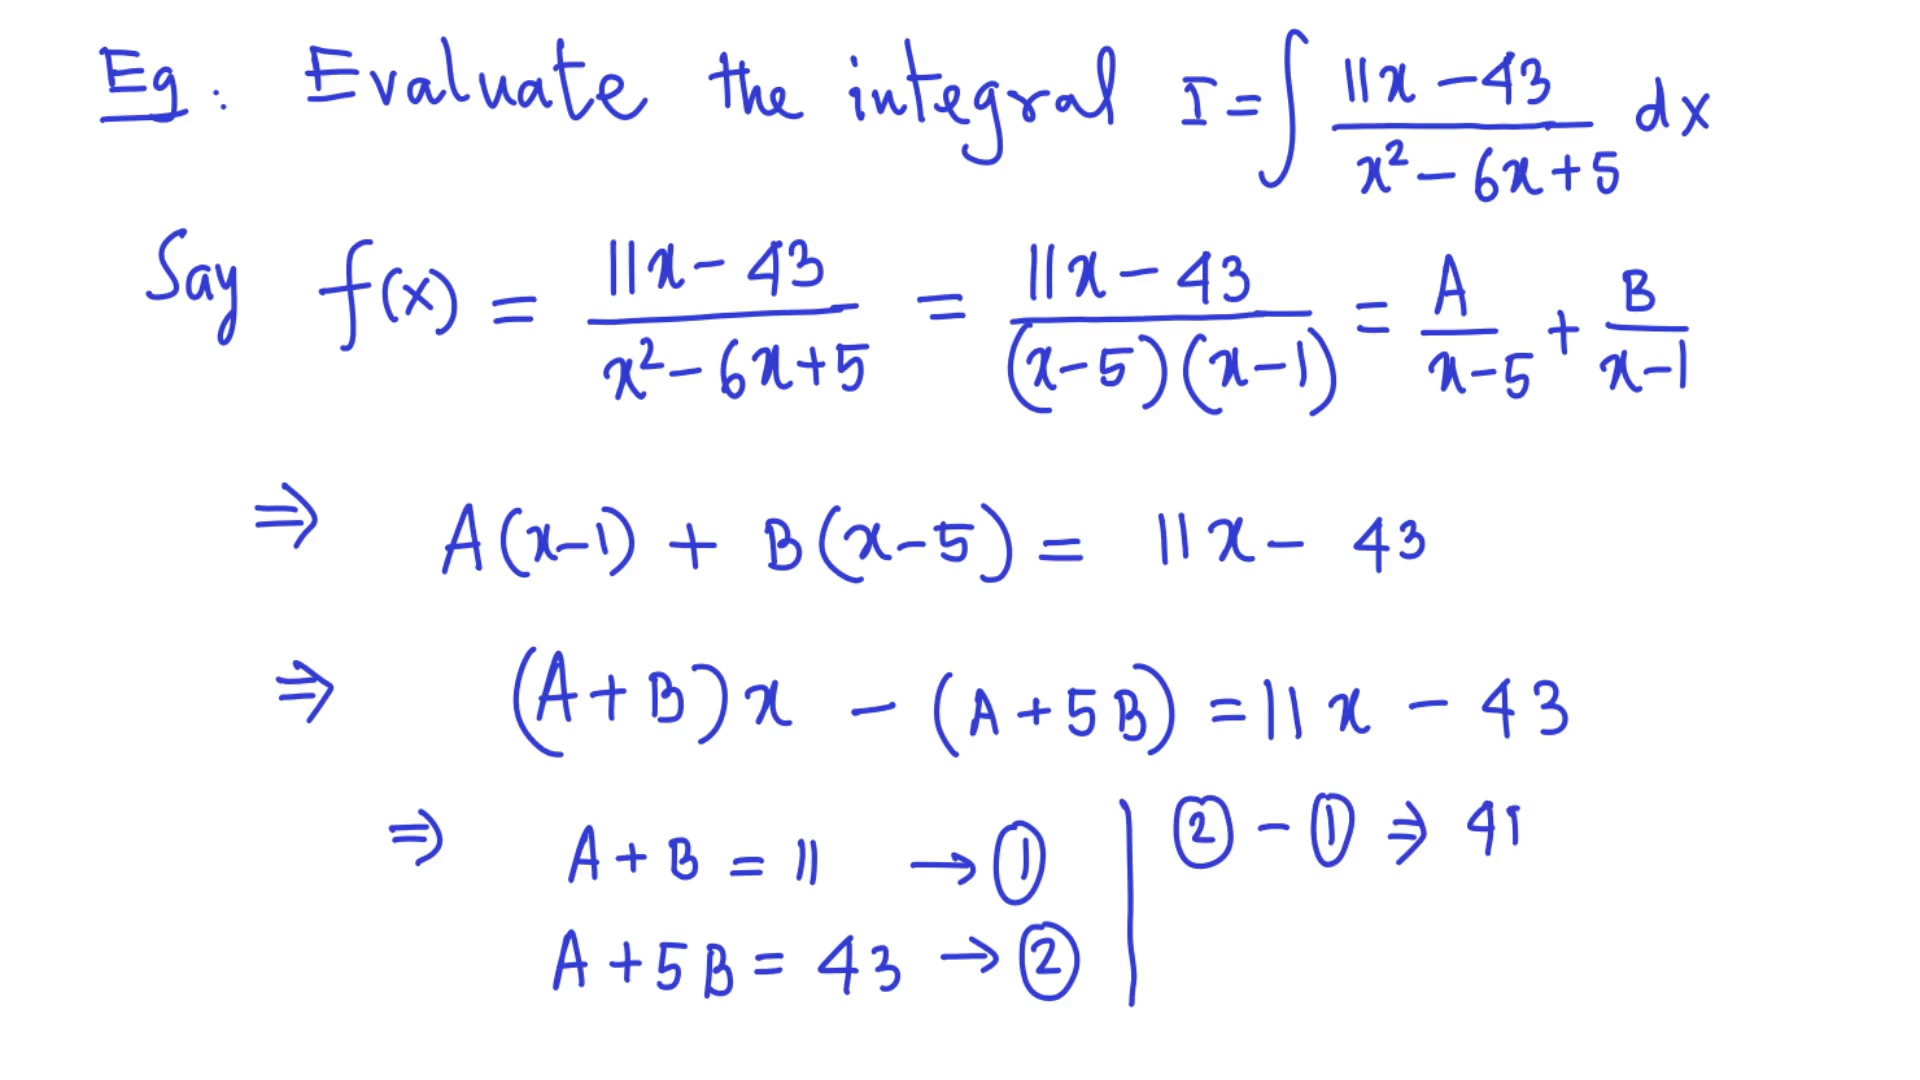 Eg: Evaluate the integral I = ∫ (11x − 43)/(x² − 6x + 5) dx
Say f(x) = (11x − 43)/(x² − 6x + 5) = (11x − 43)/((x−5)(x−1)) = A/(x−5) + B/(x−1)
⇒ A(x−1) + B(x−5) = 11x − 43
⇒ (A+B)x − (A+5B) = 11x − 43
⇒ A + B = 11 → ①
A + 5B = 43 → ②
② − ① ⇒ 4